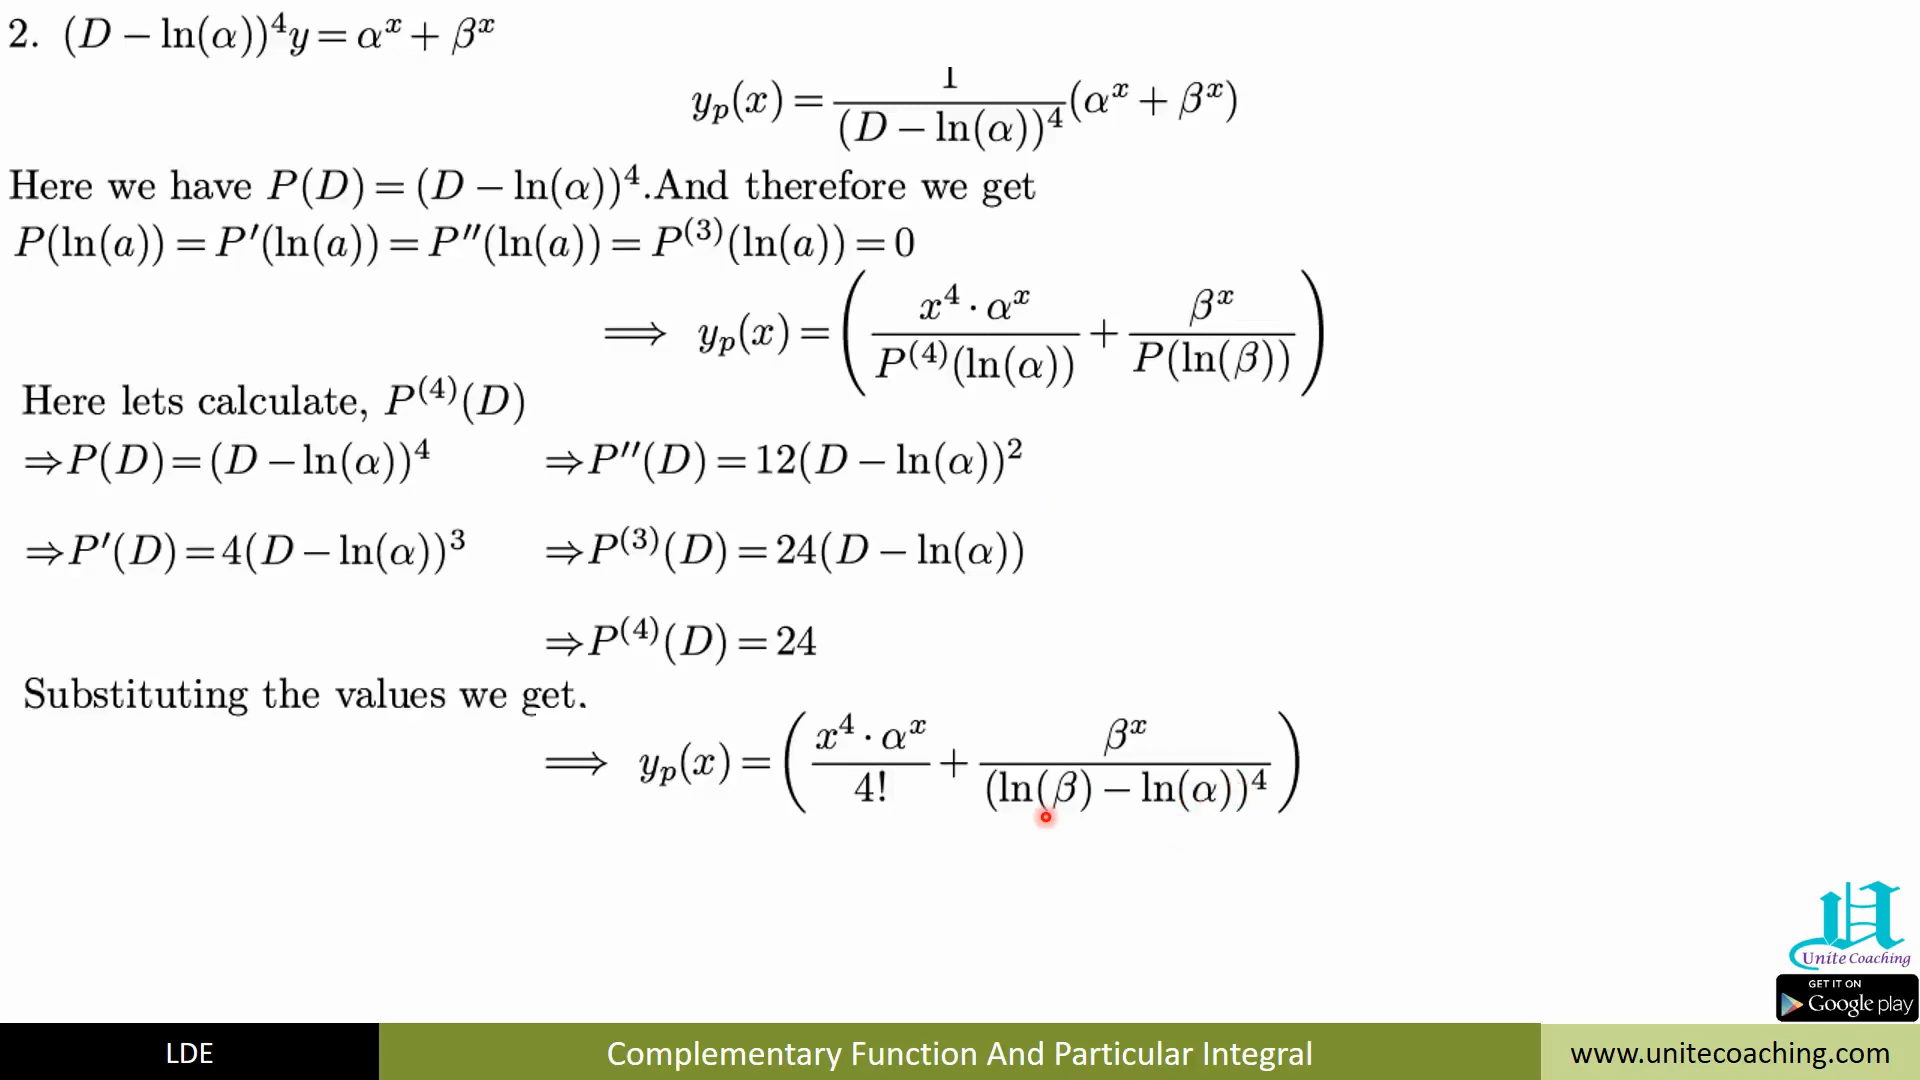 2. (D − ln(α))⁴y = αˣ + βˣ
yₚ(x) = 1/(D − ln(α))⁴ (αˣ + βˣ)
Here we have P(D) = (D − ln(α))⁴.And therefore we get
P(ln(a)) = P′(ln(a)) = P″(ln(a)) = P⁽³⁾(ln(a)) = 0
⟹ yₚ(x) = ( x⁴ · αˣ / P⁽⁴⁾(ln(α)) + βˣ / P(ln(β)) )
Here lets calculate, P⁽⁴⁾(D)
⇒P(D) = (D − ln(α))⁴ ⇒P″(D) = 12(D − ln(α))²
⇒P′(D) = 4(D − ln(α))³ ⇒P⁽³⁾(D) = 24(D − ln(α))
⇒P⁽⁴⁾(D) = 24
Substituting the values we get.
⟹ yₚ(x) = ( x⁴ · αˣ / 4! + βˣ / (ln(β) − ln(α))⁴ )
Unite Coaching
GET IT ON
Google play
LDE
Complementary Function And Particular Integral
www.unitecoaching.com